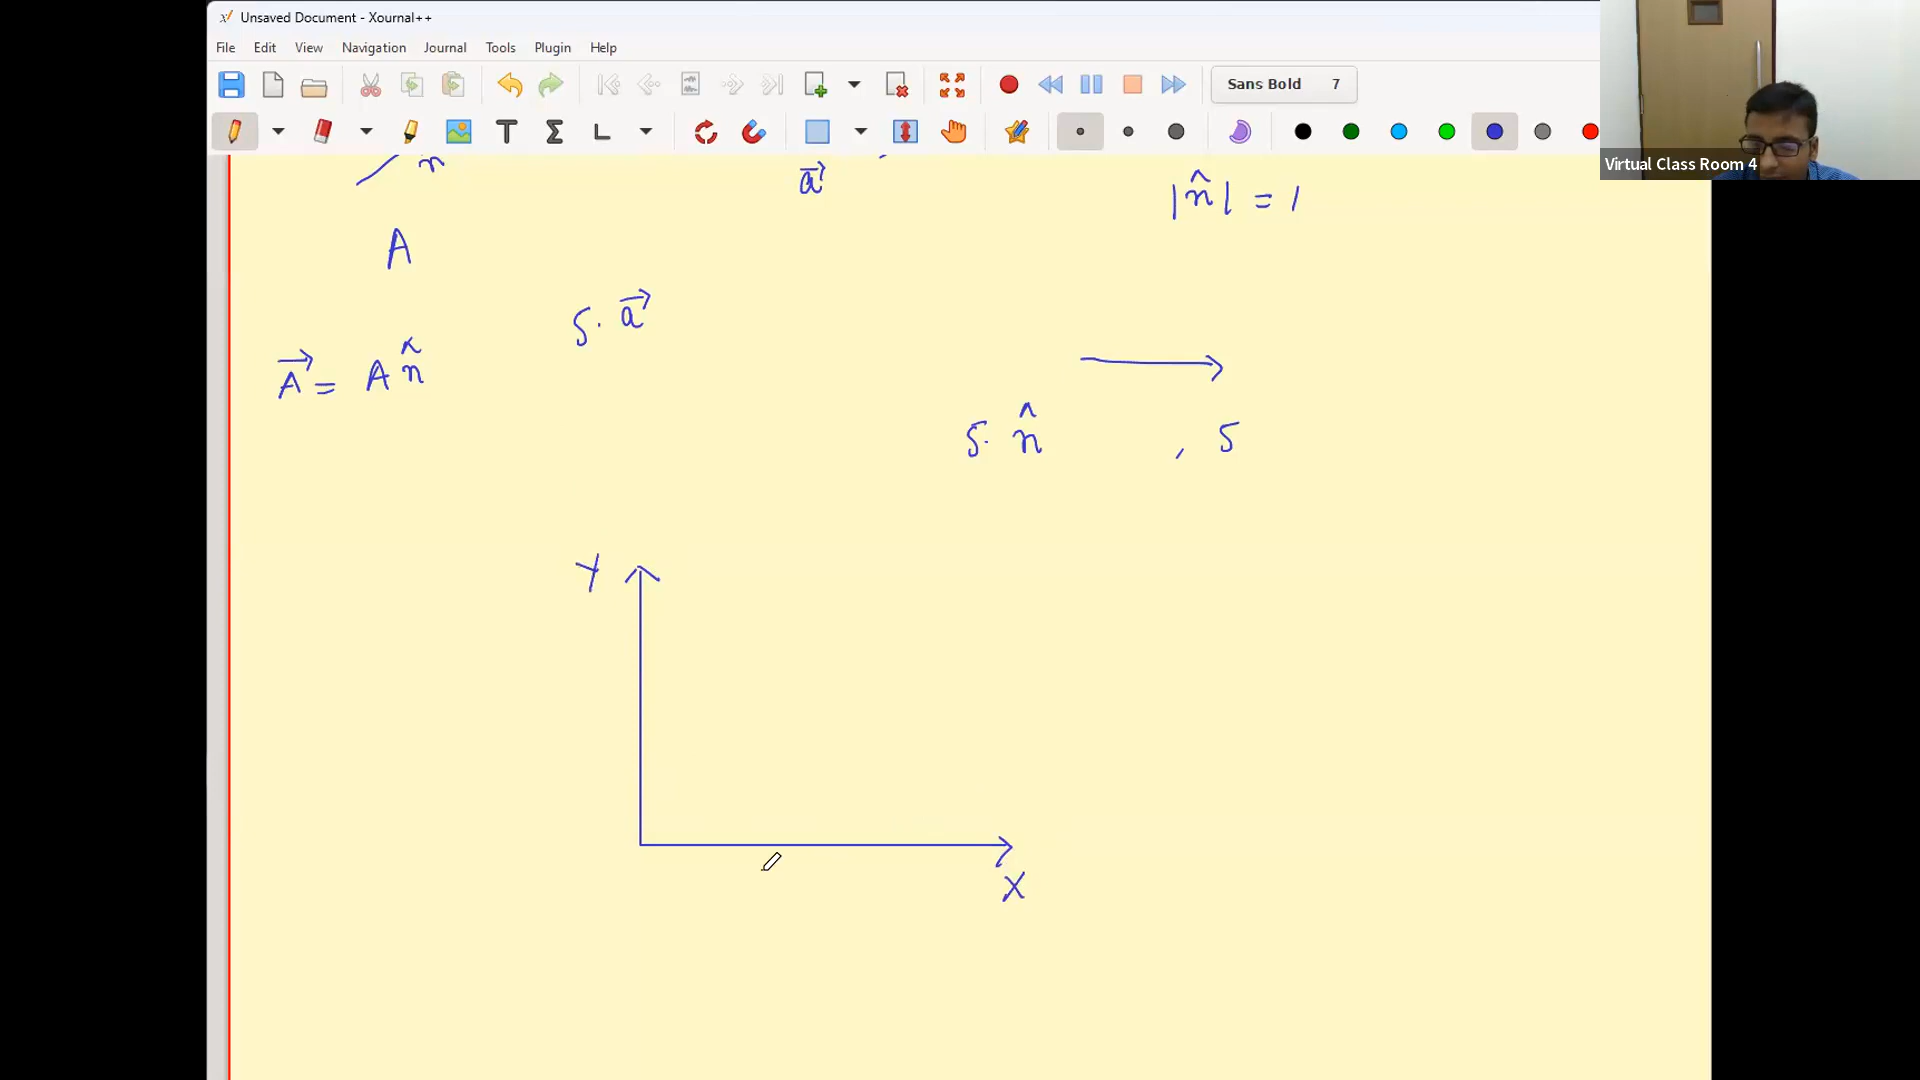 Unsaved Document - Xournal++
File Edit View Navigation Journal Tools Plugin Help
Sans Bold 7
Virtual Class Room 4
n
a⃗
|n̂| = 1
A
5. a⃗
A⃗ = A n̂
5. n̂ , 5
Y
X